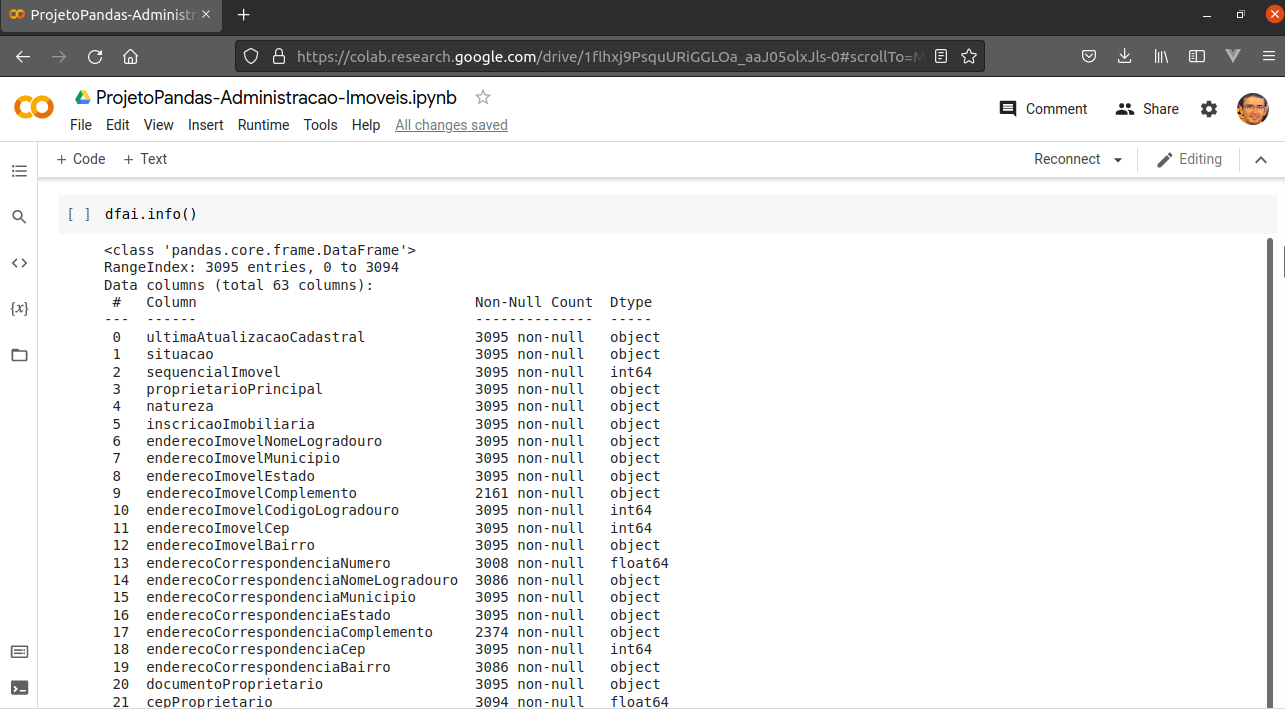 ProjetoPandas-Administr
https://colab.research.google.com/drive/1flhxj9PsquURiGGLOa_aaJ05olxJls-0#scrollTo=
ProjetoPandas-Administracao-Imoveis.ipynb
Comment Share
File Edit View Insert Runtime Tools Help All changes saved
+ Code + Text Reconnect Editing
[ ] dfai.info()
<class 'pandas.core.frame.DataFrame'>
RangeIndex: 3095 entries, 0 to 3094
Data columns (total 63 columns):
# Column Non-Null Count Dtype
--- ------ -------------- -----
0 ultimaAtualizacaoCadastral 3095 non-null object
1 situacao 3095 non-null object
2 sequencialImovel 3095 non-null int64
3 proprietarioPrincipal 3095 non-null object
4 natureza 3095 non-null object
5 inscricaoImobiliaria 3095 non-null object
6 enderecoImovelNomeLogradouro 3095 non-null object
7 enderecoImovelMunicipio 3095 non-null object
8 enderecoImovelEstado 3095 non-null object
9 enderecoImovelComplemento 2161 non-null object
10 enderecoImovelCodigoLogradouro 3095 non-null int64
11 enderecoImovelCep 3095 non-null int64
12 enderecoImovelBairro 3095 non-null object
13 enderecoCorrespondenciaNumero 3008 non-null float64
14 enderecoCorrespondenciaNomeLogradouro 3086 non-null object
15 enderecoCorrespondenciaMunicipio 3095 non-null object
16 enderecoCorrespondenciaEstado 3095 non-null object
17 enderecoCorrespondenciaComplemento 2374 non-null object
18 enderecoCorrespondenciaCep 3095 non-null int64
19 enderecoCorrespondenciaBairro 3086 non-null object
20 documentoProprietario 3095 non-null object
21 cepProprietario 3094 non-null float64
{x}